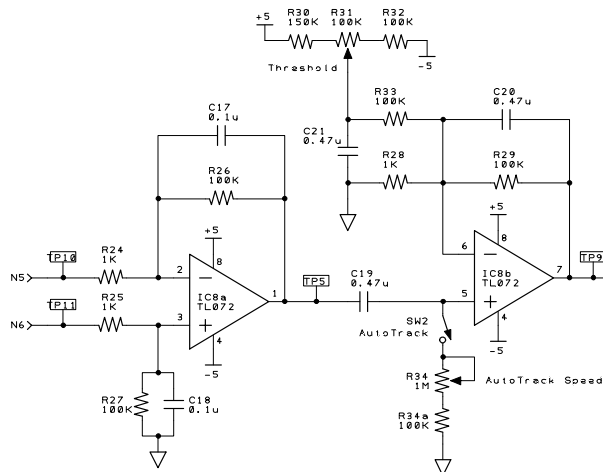 R30 R31 R32
+5 150K 100K 100K
-5
Threshold
C17
0.1u
R33
100K
C20
0.47u
C21
0.47u
R26
100K
R28
1K
R29
100K
+5
+5
TP10
R24
1K
N5
2
8
IC8a
TL072
1
TP5
C19
0.47u
6
8
IC8b
TL072
7
TP9
TP11
R25
1K
N6
3
4
-5
5
4
-5
SW2
AutoTrack
R27
100K
C18
0.1u
R34
1M
AutoTrack Speed
R34a
100K